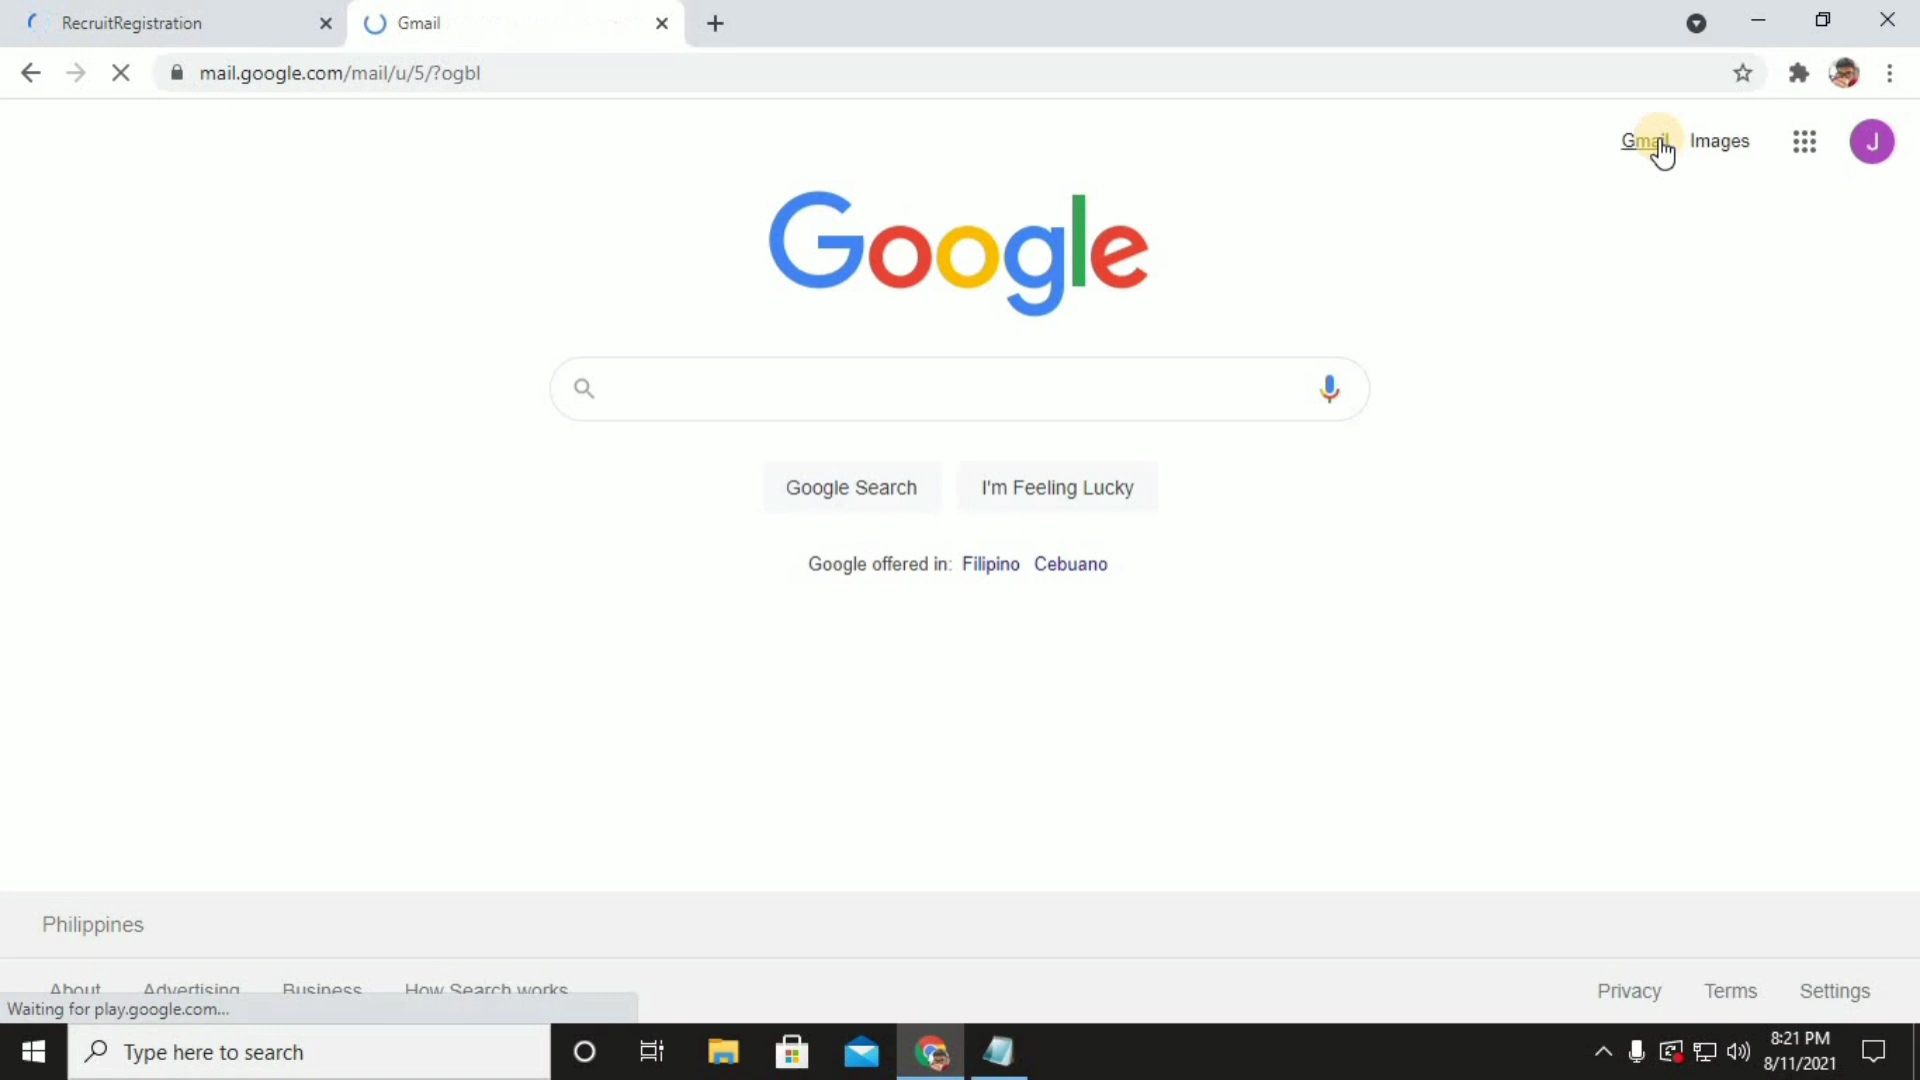 RecruitRegistration
Gmail
mail.google.com/mail/u/5/?ogbl
Gmail Images
J
Google
Google Search
I'm Feeling Lucky
Google offered in: Filipino Cebuano
Philippines
About Advertising Business How Search works
Privacy Terms Settings
Waiting for play.google.com...
Type here to search
8:21 PM
8/11/2021